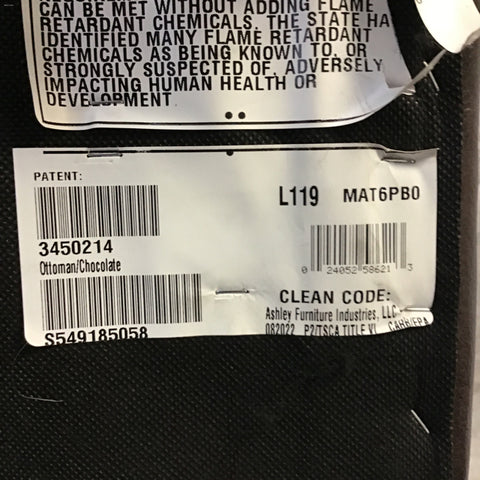 CAN BE MET WITHOUT ADDING FLAME
RETARDANT CHEMICALS. THE STATE HA
IDENTIFIED MANY FLAME RETARDANT
CHEMICALS AS BEING KNOWN TO, OR
STRONGLY SUSPECTED OF, ADVERSELY
IMPACTING HUMAN HEALTH OR
DEVELOPMENT
PATENT:
L119 MAT6PB0
3450214
Ottoman/Chocolate
0 24052 58621 3
S549185058
CLEAN CODE:
Ashley Furniture Industries, LLC
082022 P2/TSCA TITLE VI CARB/EPA